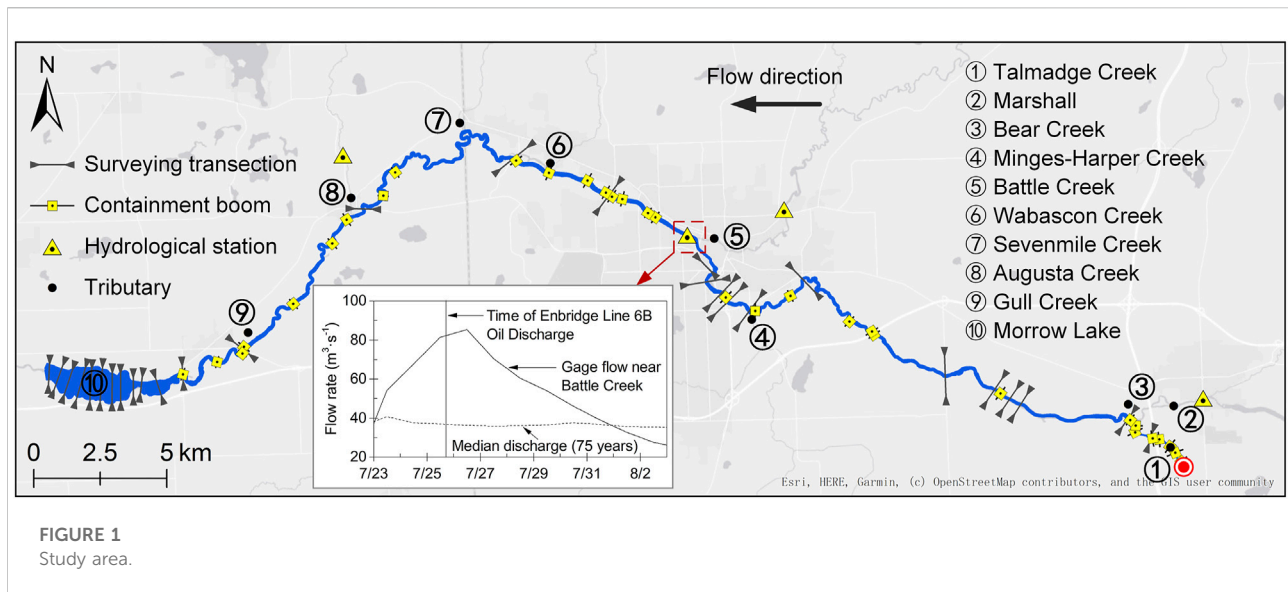 N
Surveying transection
Containment boom
Hydrological station
Tributary
0 2.5 5 km
Flow direction
① Talmadge Creek
② Marshall
③ Bear Creek
④ Minges-Harper Creek
⑤ Battle Creek
⑥ Wabascon Creek
⑦ Sevenmile Creek
⑧ Augusta Creek
⑨ Gull Creek
⑩ Morrow Lake
⑦
⑥
⑧
⑤
⑨
④
⑩
③
②
①
Flow rate (m³·s⁻¹)
100
80
60
40
20
7/23 7/25 7/27 7/29 7/31 8/2
Time of Enbridge Line 6B
Oil Discharge
Gage flow near
Battle Creek
Median discharge (75 years)
Esri, HERE, Garmin, (c) OpenStreetMap contributors, and the GIS user community
FIGURE 1
Study area.